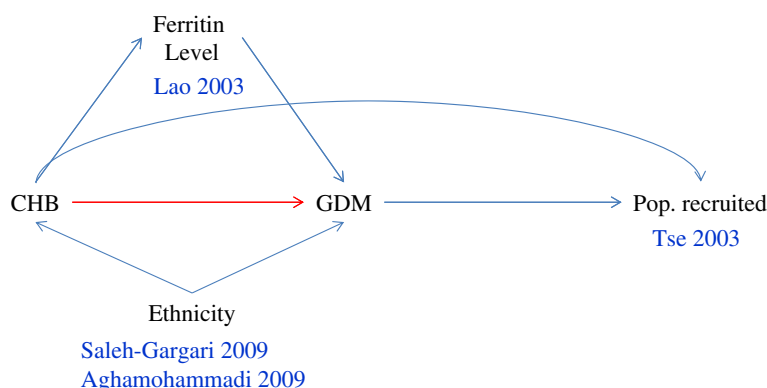 Ferritin
Level
Lao 2003
CHB
GDM
Pop. recruited
Tse 2003
Ethnicity
Saleh-Gargari 2009
Aghamohammadi 2009